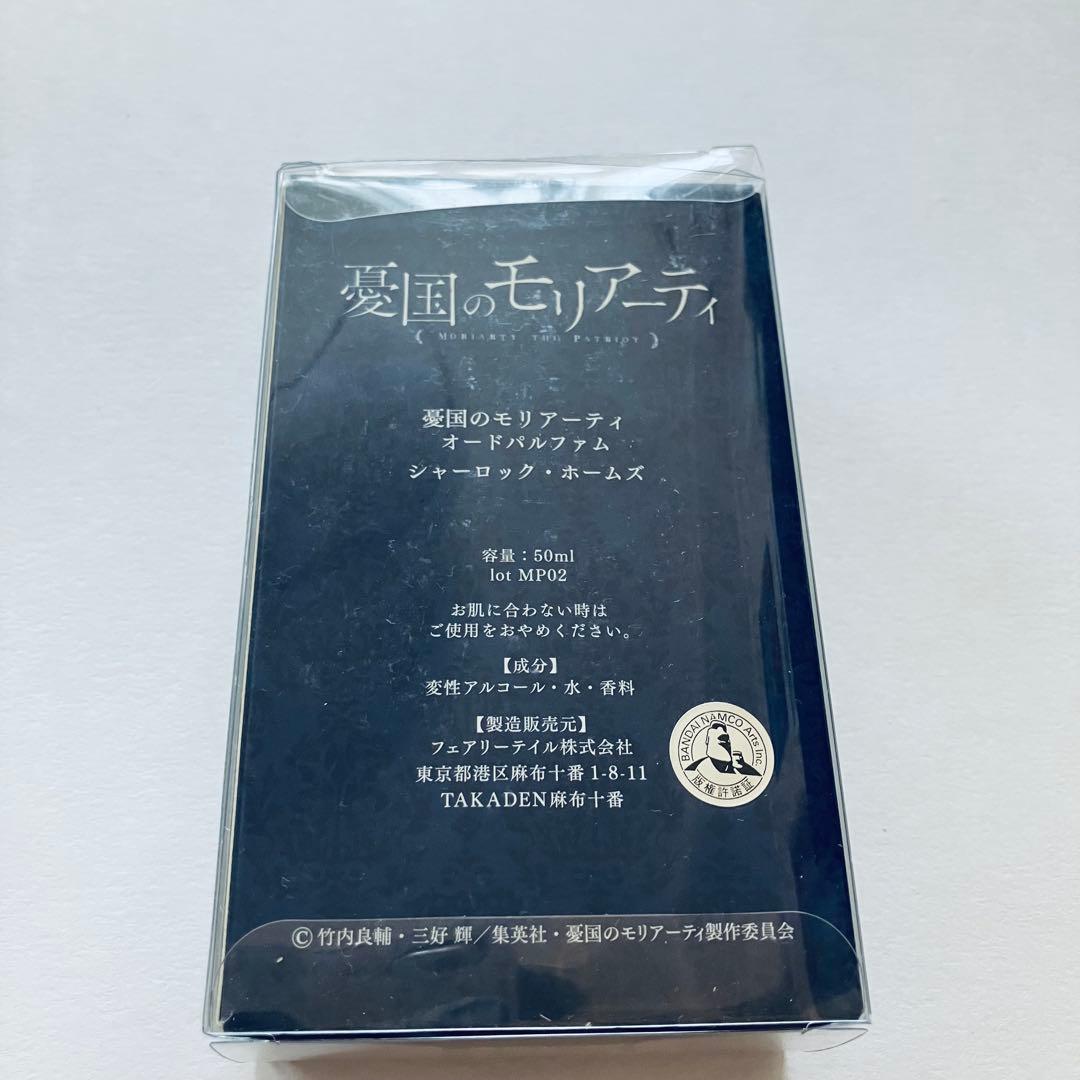 憂国のモリアーティ
MORIARTY THE PATRIOT
憂国のモリアーティ
オードパルファム
シャーロック・ホームズ
容量：50ml
lot MP02
お肌に合わない時は
ご使用をおやめください。
【成分】
変性アルコール・水・香料
【製造販売元】
フェアリーテイル株式会社
東京都港区麻布十番1-8-11
TAKADEN麻布十番
BANDAI NAMCO Arts Inc.
版権許諾証
©竹内良輔・三好 輝／集英社・憂国のモリアーティ製作委員会